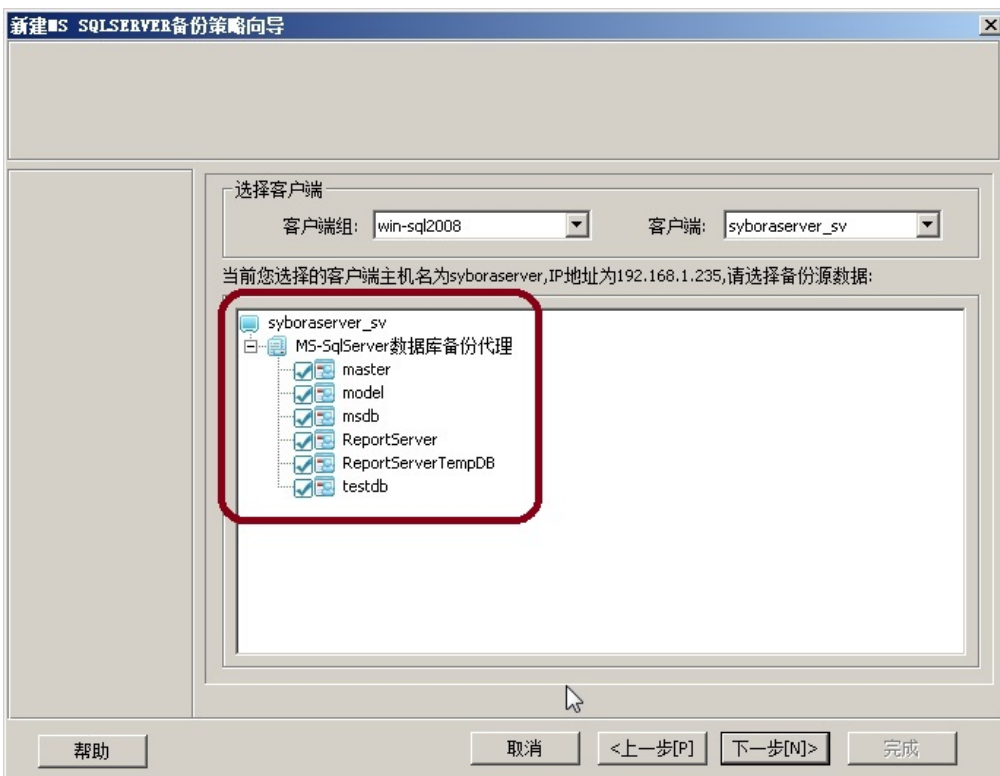 新建MS SQLSERVER备份策略向导
选择客户端
客户端组: win-sql2008 客户端: syboraserver_sv
当前您选择的客户端主机名为syboraserver,IP地址为192.168.1.235,请选择备份源数据:
syboraserver_sv
MS-SqlServer数据库备份代理
master
model
msdb
ReportServer
ReportServerTempDB
testdb
帮助 取消 <上一步[P] 下一步[N]> 完成